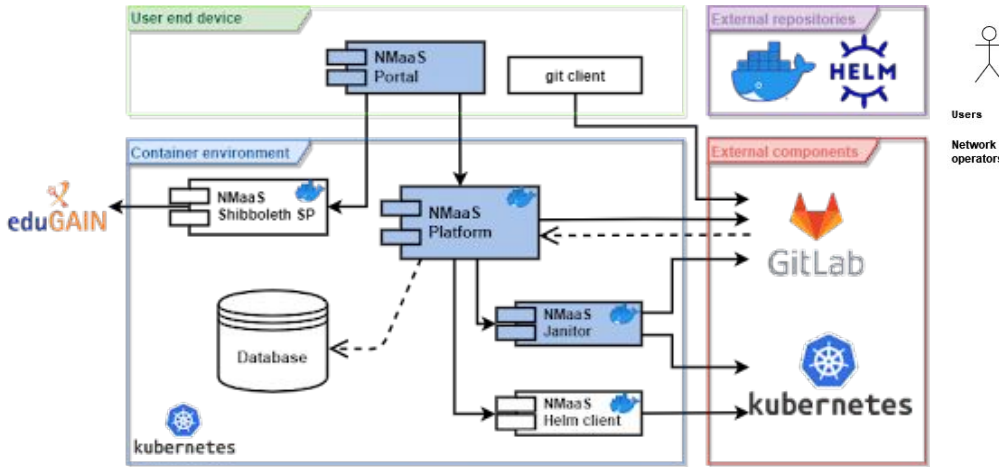 User end device
External repositories
NMaaS
Portal
git client
HELM
Users
Network
operators
Container environment
External components
NMaaS
Shibboleth SP
eduGAIN
NMaaS
Platform
GitLab
NMaaS
Janitor
Database
kubernetes
NMaaS
Helm client
kubernetes